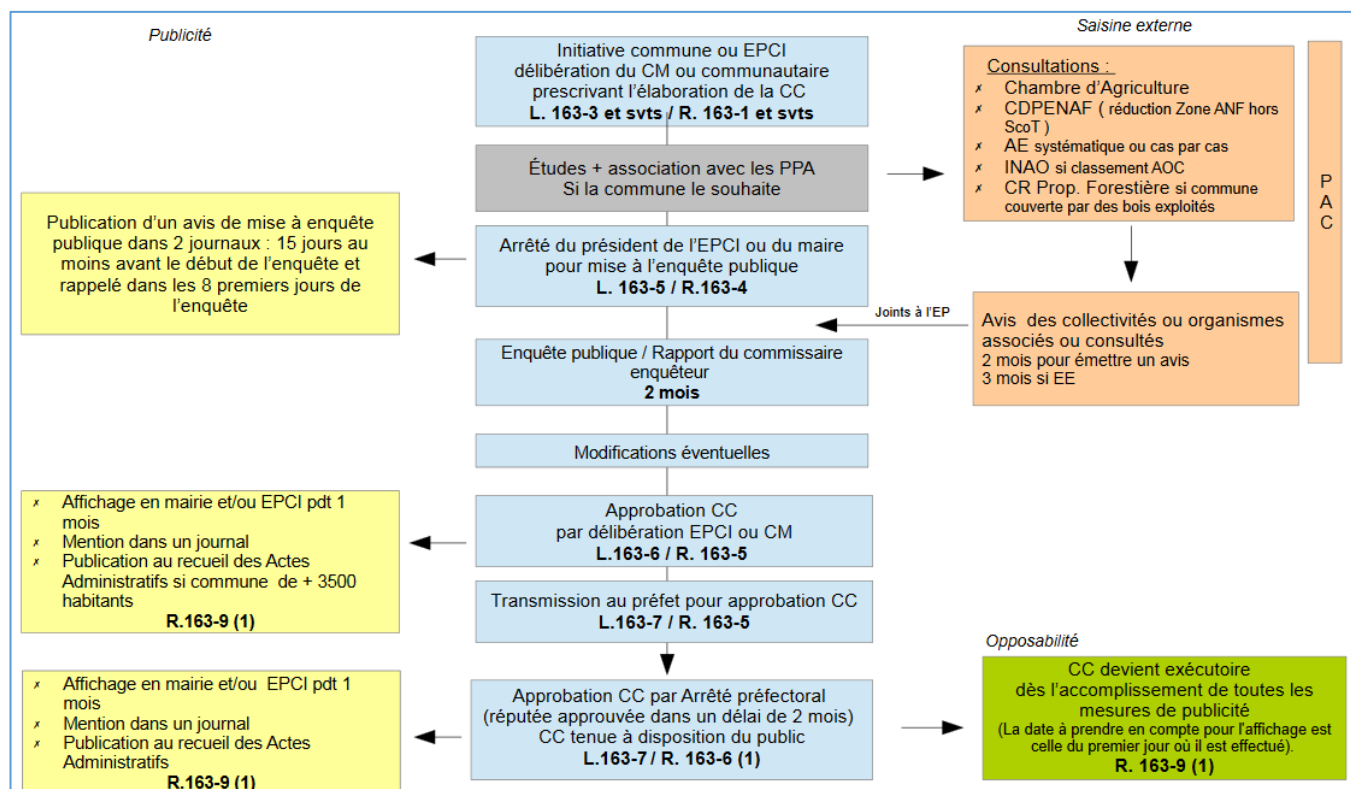 Publicité
Saisine externe
Initiative commune ou EPCI
délibération du CM ou communautaire
prescrivant l'élaboration de la CC
L. 163-3 et svts / R. 163-1 et svts
Études + association avec les PPA
Si la commune le souhaite
Consultations :
✗ Chambre d'Agriculture
✗ CDPENAF ( réduction Zone ANF hors
ScoT )
✗ AE systématique ou cas par cas
✗ INAO si classement AOC
✗ CR Prop. Forestière si commune
couverte par des bois exploités
P
A
C
Publication d'un avis de mise à enquête
publique dans 2 journaux : 15 jours au
moins avant le début de l'enquête et
rappelé dans les 8 premiers jours de
l'enquête
Arrêté du président de l'EPCI ou du maire
pour mise à l'enquête publique
L. 163-5 / R.163-4
Joints à l'EP
Avis des collectivités ou organismes
associés ou consultés
2 mois pour émettre un avis
3 mois si EE
Enquête publique / Rapport du commissaire
enquêteur
2 mois
Modifications éventuelles
✗ Affichage en mairie et/ou EPCI pdt 1
mois
✗ Mention dans un journal
✗ Publication au recueil des Actes
Administratifs si commune de + 3500
habitants
R.163-9 (1)
Approbation CC
par délibération EPCI ou CM
L.163-6 / R. 163-5
Transmission au préfet pour approbation CC
L.163-7 / R. 163-5
Opposabilité
✗ Affichage en mairie et/ou EPCI pdt 1
mois
✗ Mention dans un journal
✗ Publication au recueil des Actes
Administratifs
R.163-9 (1)
Approbation CC par Arrêté préfectoral
(réputée approuvée dans un délai de 2 mois)
CC tenue à disposition du public
L.163-7 / R. 163-6 (1)
CC devient exécutoire
dès l'accomplissement de toutes les
mesures de publicité
(La date à prendre en compte pour l'affichage est
celle du premier jour où il est effectué).
R. 163-9 (1)